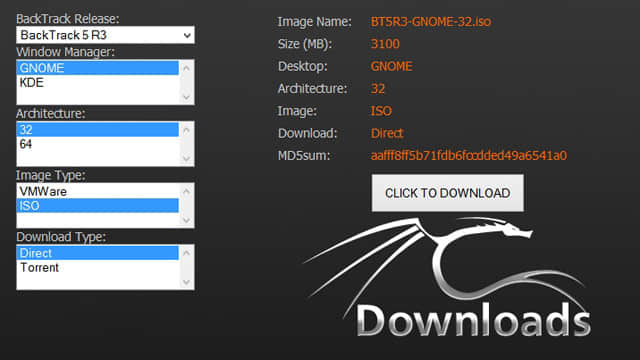 BackTrack Release:
BackTrack 5 R3
Window Manager:
GNOME
KDE
Architecture:
32
64
Image Type:
VMWare
ISO
Download Type:
Direct
Torrent
Image Name: BT5R3-GNOME-32.iso
Size (MB): 3100
Desktop: GNOME
Architecture: 32
Image: ISO
Download: Direct
MD5sum: aafff8ff5b71fdb6fccdded49a6541a0
CLICK TO DOWNLOAD
Downloads